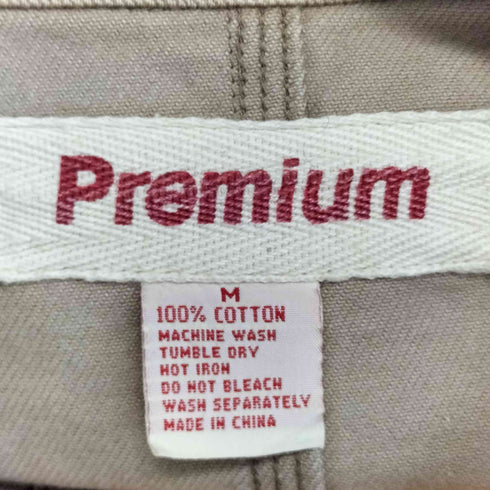 Premium
M
100% COTTON
MACHINE WASH
TUMBLE DRY
HOT IRON
DO NOT BLEACH
WASH SEPARATELY
MADE IN CHINA